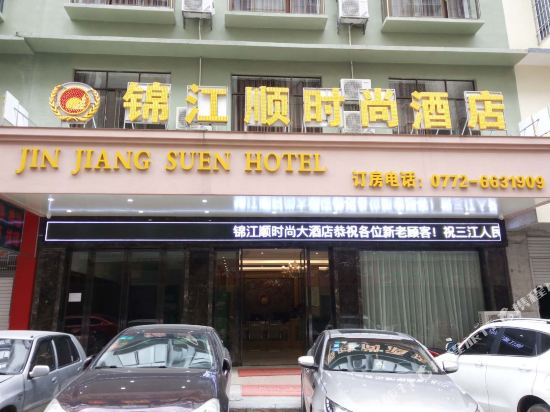 锦江顺时尚酒店
JIN JIANG SUEN HOTEL
订房电话：0772-6631909
锦江顺时尚大酒店恭祝各位新老顾客！祝三江人民